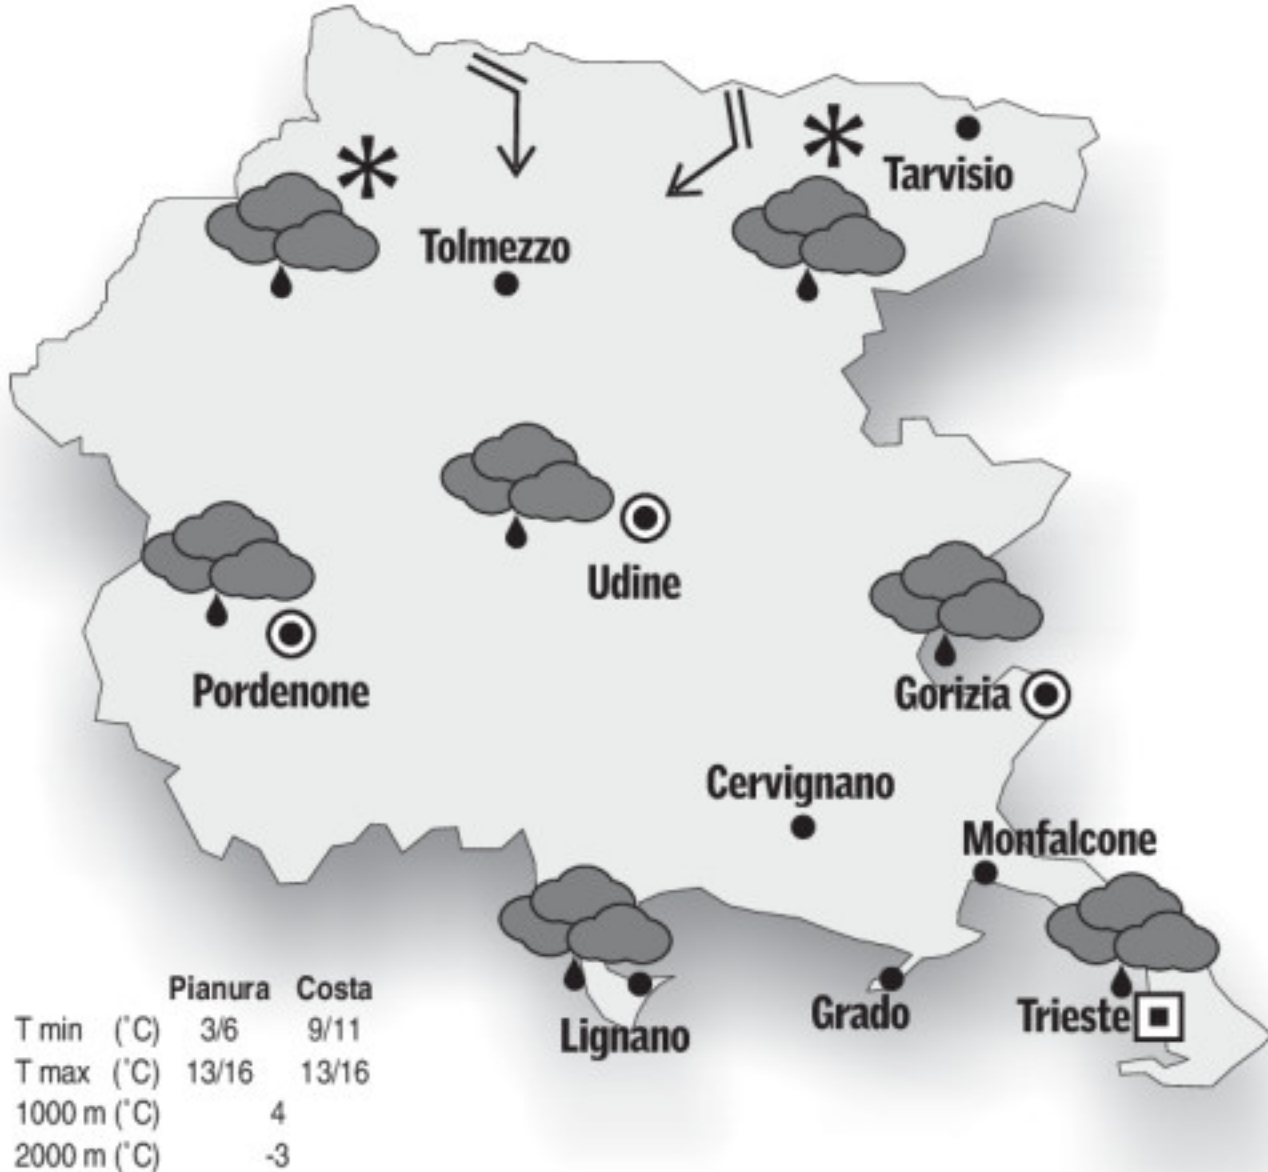 Tarvisio
Tolmezzo
Udine
Pordenone
Gorizia
Cervignano
Monfalcone
Grado
Trieste
Lignano
Pianura Costa
T min (°C) 3/6 9/11
T max (°C) 13/16 13/16
1000 m (°C) 4
2000 m (°C) -3